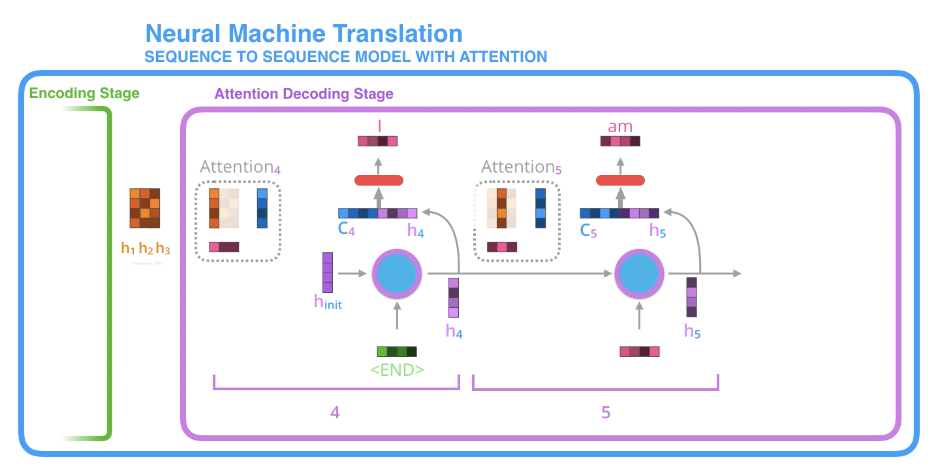 Neural Machine Translation
SEQUENCE TO SEQUENCE MODEL WITH ATTENTION
Encoding Stage
Attention Decoding Stage
I
am
Attention4
Attention5
h1 h2 h3
C4
h4
C5
h5
hinit
h4
h5
<END>
4
5